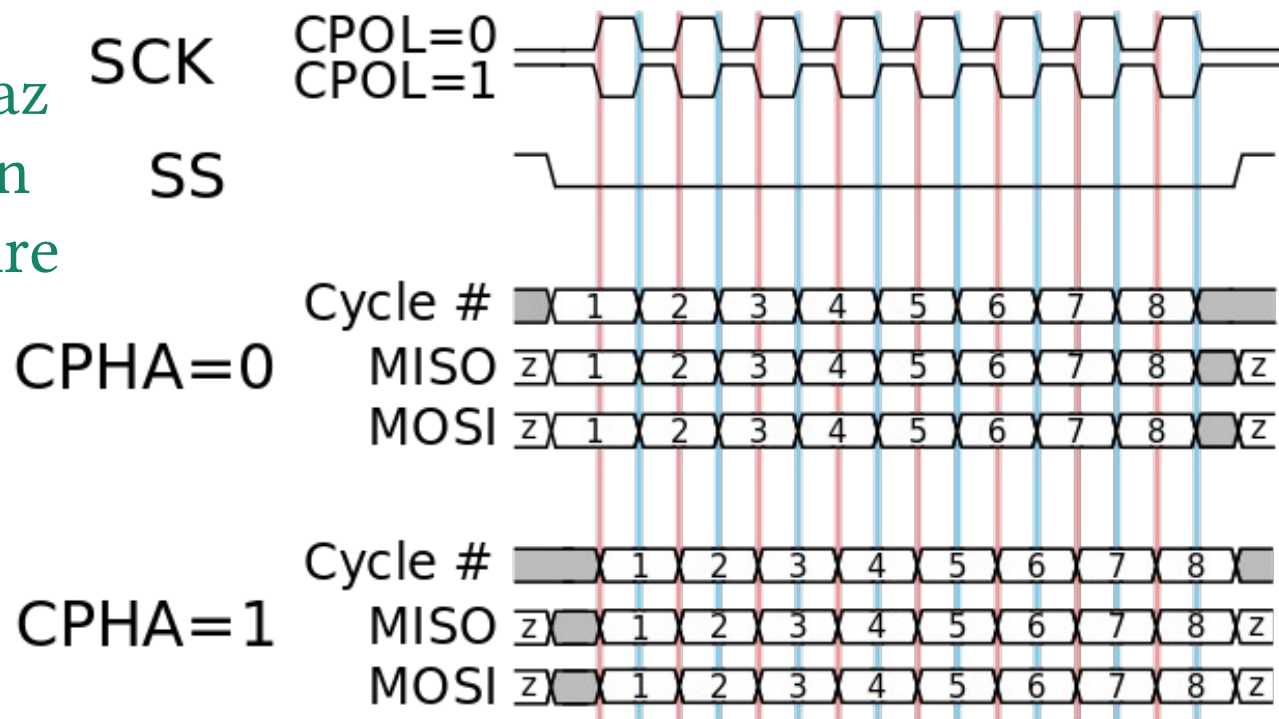 CPOL=0
SCK
CPOL=1
az
n
SS
re
Cycle # 1 2 3 4 5 6 7 8
CPHA=0
MISO z 1 2 3 4 5 6 7 8 z
MOSI z 1 2 3 4 5 6 7 8 z
Cycle # 1 2 3 4 5 6 7 8
CPHA=1
MISO z 1 2 3 4 5 6 7 8 z
MOSI z 1 2 3 4 5 6 7 8 z